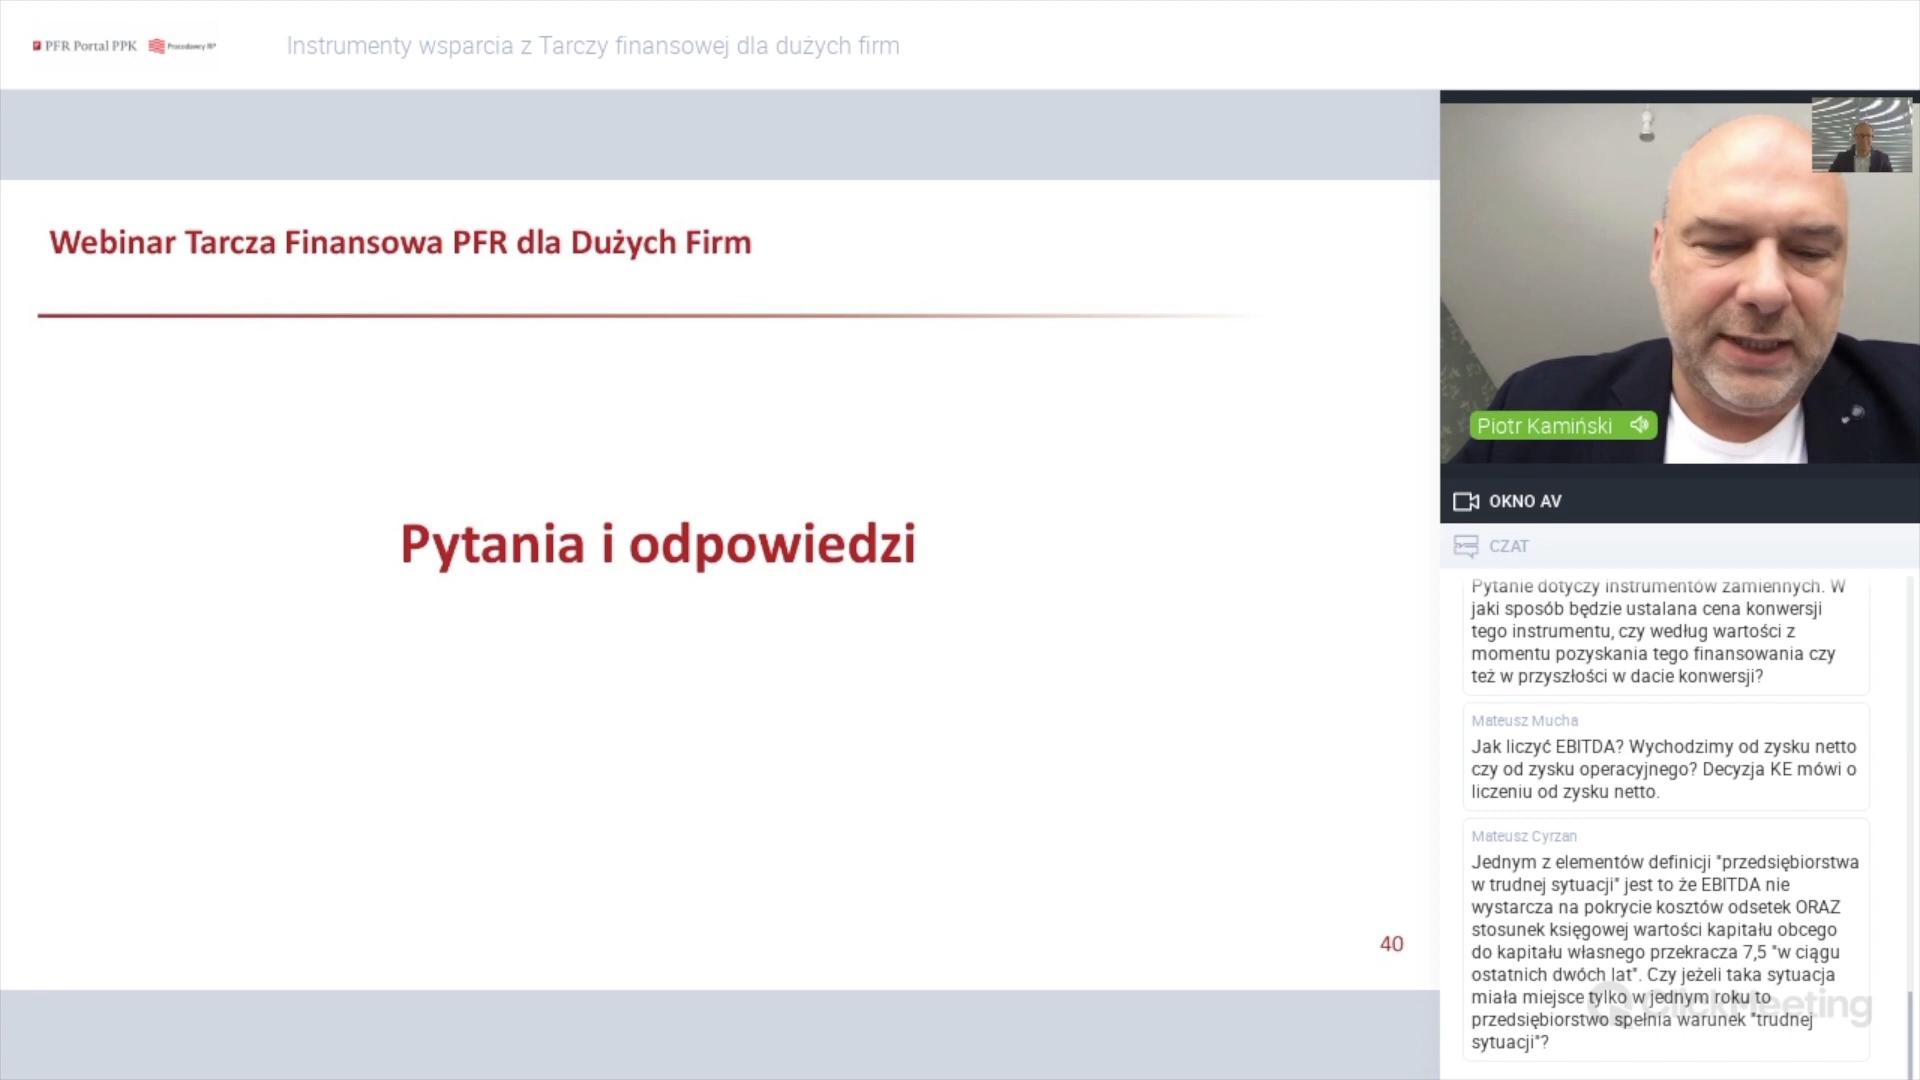 PFR Portal PPK
Pracodawcy RP
Instrumenty wsparcia z Tarczy finansowej dla dużych firm
Webinar Tarcza Finansowa PFR dla Dużych Firm
Pytania i odpowiedzi
40
Piotr Kamiński
OKNO AV
CZAT
Pytanie dotyczy instrumentów zamiennych. W
jaki sposób będzie ustalana cena konwersji
tego instrumentu, czy według wartości z
momentu pozyskania tego finansowania czy
też w przyszłości w dacie konwersji?
Mateusz Mucha
Jak liczyć EBITDA? Wychodzimy od zysku netto
czy od zysku operacyjnego? Decyzja KE mówi o
liczeniu od zysku netto.
Mateusz Cyrzan
Jednym z elementów definicji "przedsiębiorstwa
w trudnej sytuacji" jest to że EBITDA nie
wystarcza na pokrycie kosztów odsetek ORAZ
stosunek księgowej wartości kapitału obcego
do kapitału własnego przekracza 7,5 "w ciągu
ostatnich dwóch lat". Czy jeżeli taka sytuacja
miała miejsce tylko w jednym roku to
przedsiębiorstwo spełnia warunek "trudnej
sytuacji"?
ClickMeeting